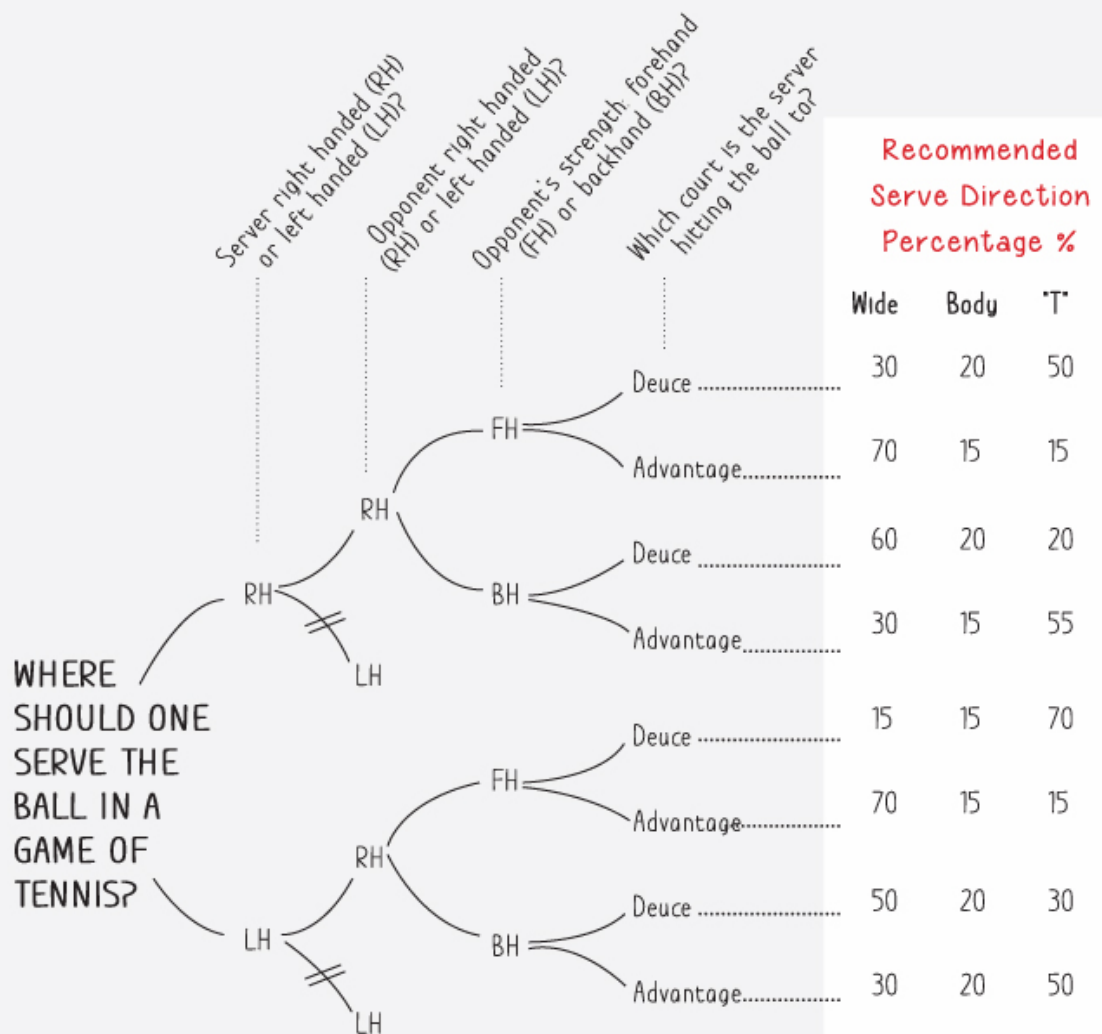 Server right handed (RH)
or left handed (LH)?
Opponent right handed
(RH) or left handed (LH)?
Opponent's strength: forehand
(FH) or backhand (BH)?
Which court is the server
hitting the ball to?
Recommended
Serve Direction
Percentage %
Wide Body "T"
Deuce 30 20 50
FH
Advantage 70 15 15
RH
Deuce 60 20 20
RH BH
Advantage 30 15 55
LH
WHERE
SHOULD ONE
SERVE THE
BALL IN A
GAME OF
TENNIS?
Deuce 15 15 70
FH
Advantage 70 15 15
RH
Deuce 50 20 30
LH BH
Advantage 30 20 50
LH